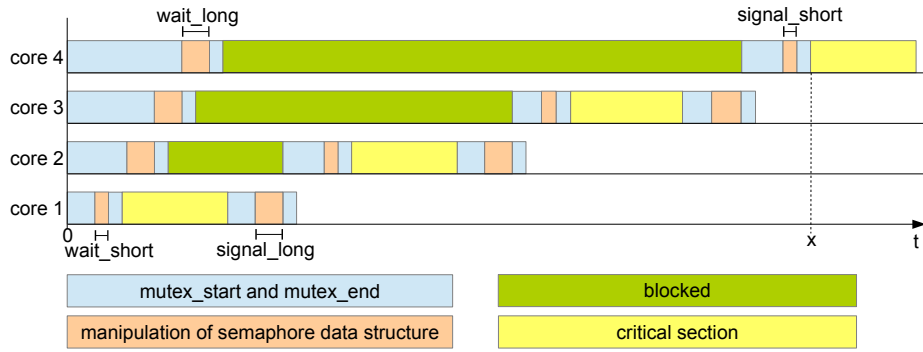 wait_long
signal_short
core 4
core 3
core 2
core 1
0
x
t
wait_short
signal_long
mutex_start and mutex_end
blocked
manipulation of semaphore data structure
critical section